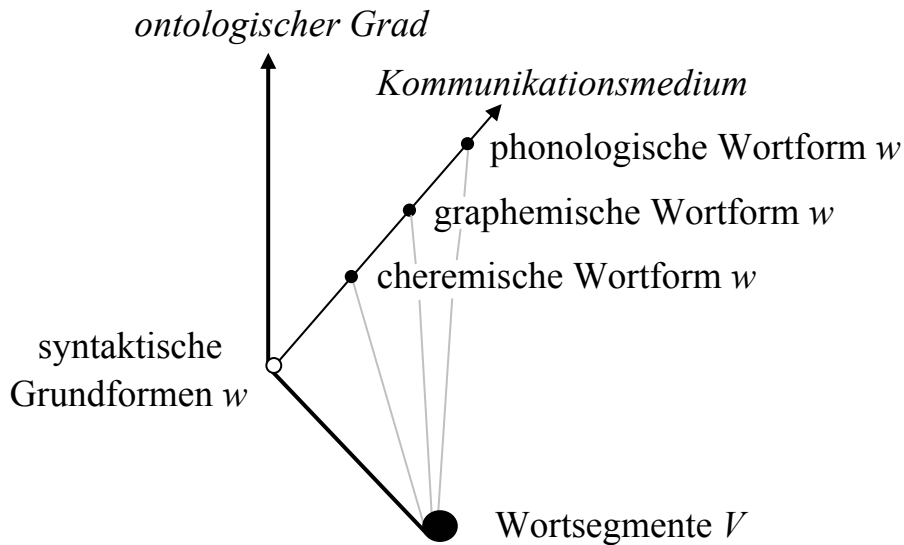 ontologischer Grad
Kommunikationsmedium
phonologische Wortform w
graphemische Wortform w
cheremische Wortform w
syntaktische
Grundformen w
Wortsegmente V